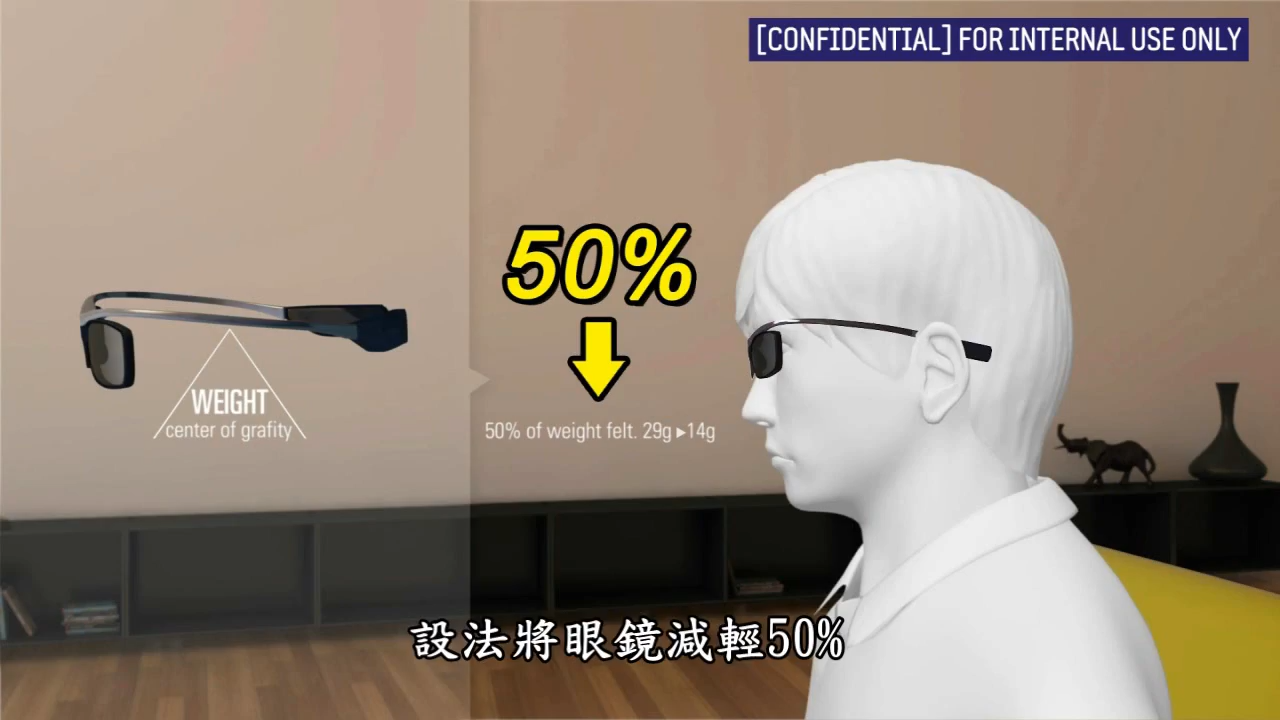 [CONFIDENTIAL] FOR INTERNAL USE ONLY
50%
WEIGHT
center of grafity
50% of weight felt. 29g▸14g
設法將眼鏡減輕50%